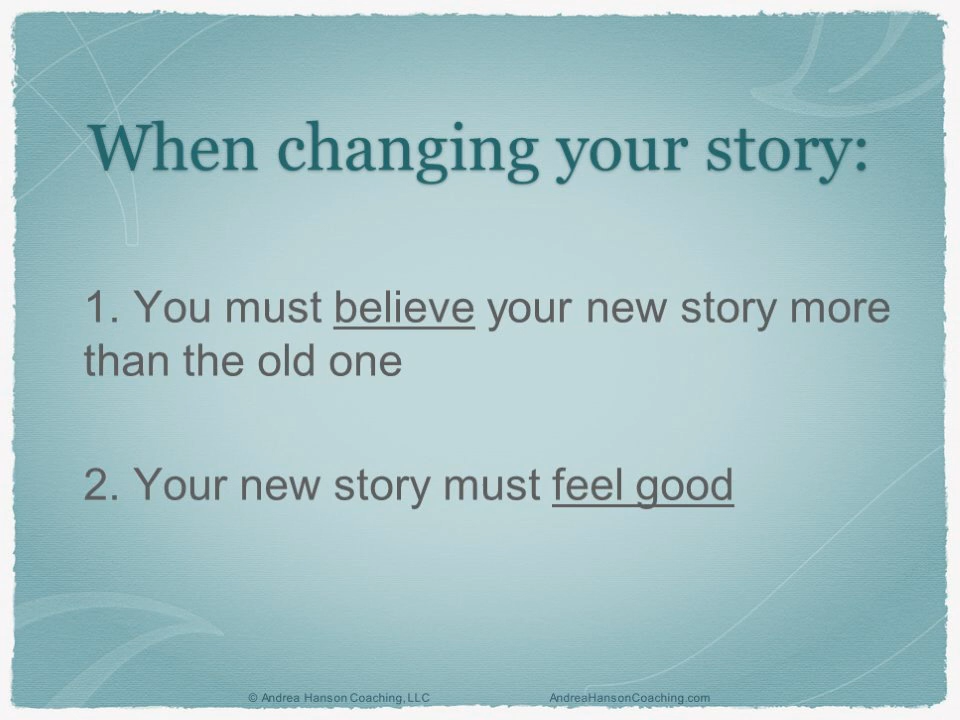 When changing your story:
1. You must believe your new story more
than the old one
2. Your new story must feel good
© Andrea Hanson Coaching, LLC AndreaHansonCoaching.com